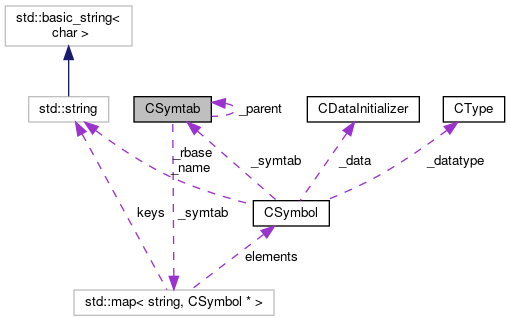 std::basic_string<
char >
std::string
CSymtab
_parent
CDataInitializer
CType
_rbase
_name
_symtab
_data
_datatype
keys
_symtab
CSymbol
elements
std::map< string, CSymbol * >